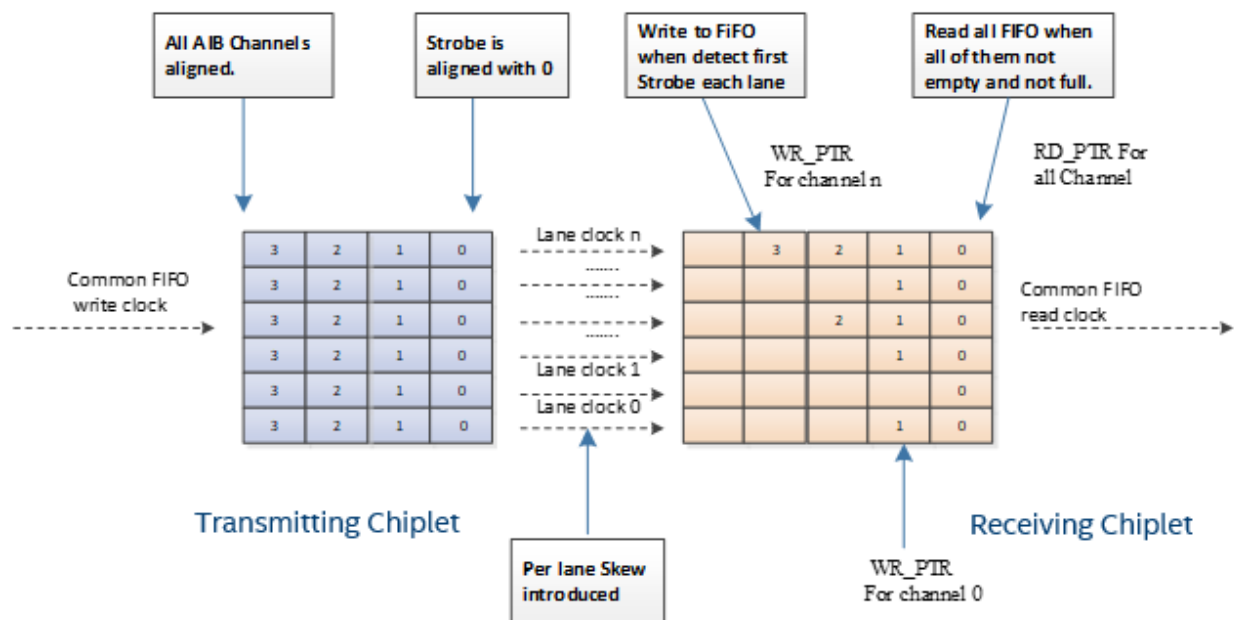 All AIB Channels
aligned.
Strobe is
aligned with 0
Write to FiFO
when detect first
Strobe each lane
Read all FIFO when
all of them not
empty and not full.
WR_PTR
For channel n
RD_PTR For
all Channel
Common FIFO
write clock
3 2 1 0
3 2 1 0
3 2 1 0
3 2 1 0
3 2 1 0
3 2 1 0
Lane clock n
.......
.......
.......
Lane clock 1
Lane clock 0
3 2 1 0
1 0
2 1 0
1 0
0
1 0
Common FIFO
read clock
Transmitting Chiplet
Receiving Chiplet
Per lane Skew
introduced
WR_PTR
For channel 0